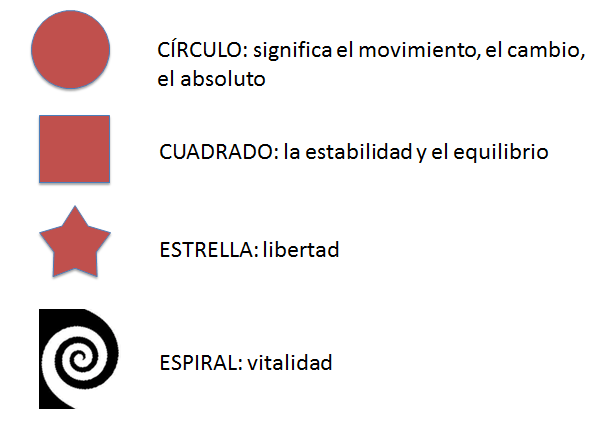 CÍRCULO: significa el movimiento, el cambio,
el absoluto
CUADRADO: la estabilidad y el equilibrio
ESTRELLA: libertad
ESPIRAL: vitalidad